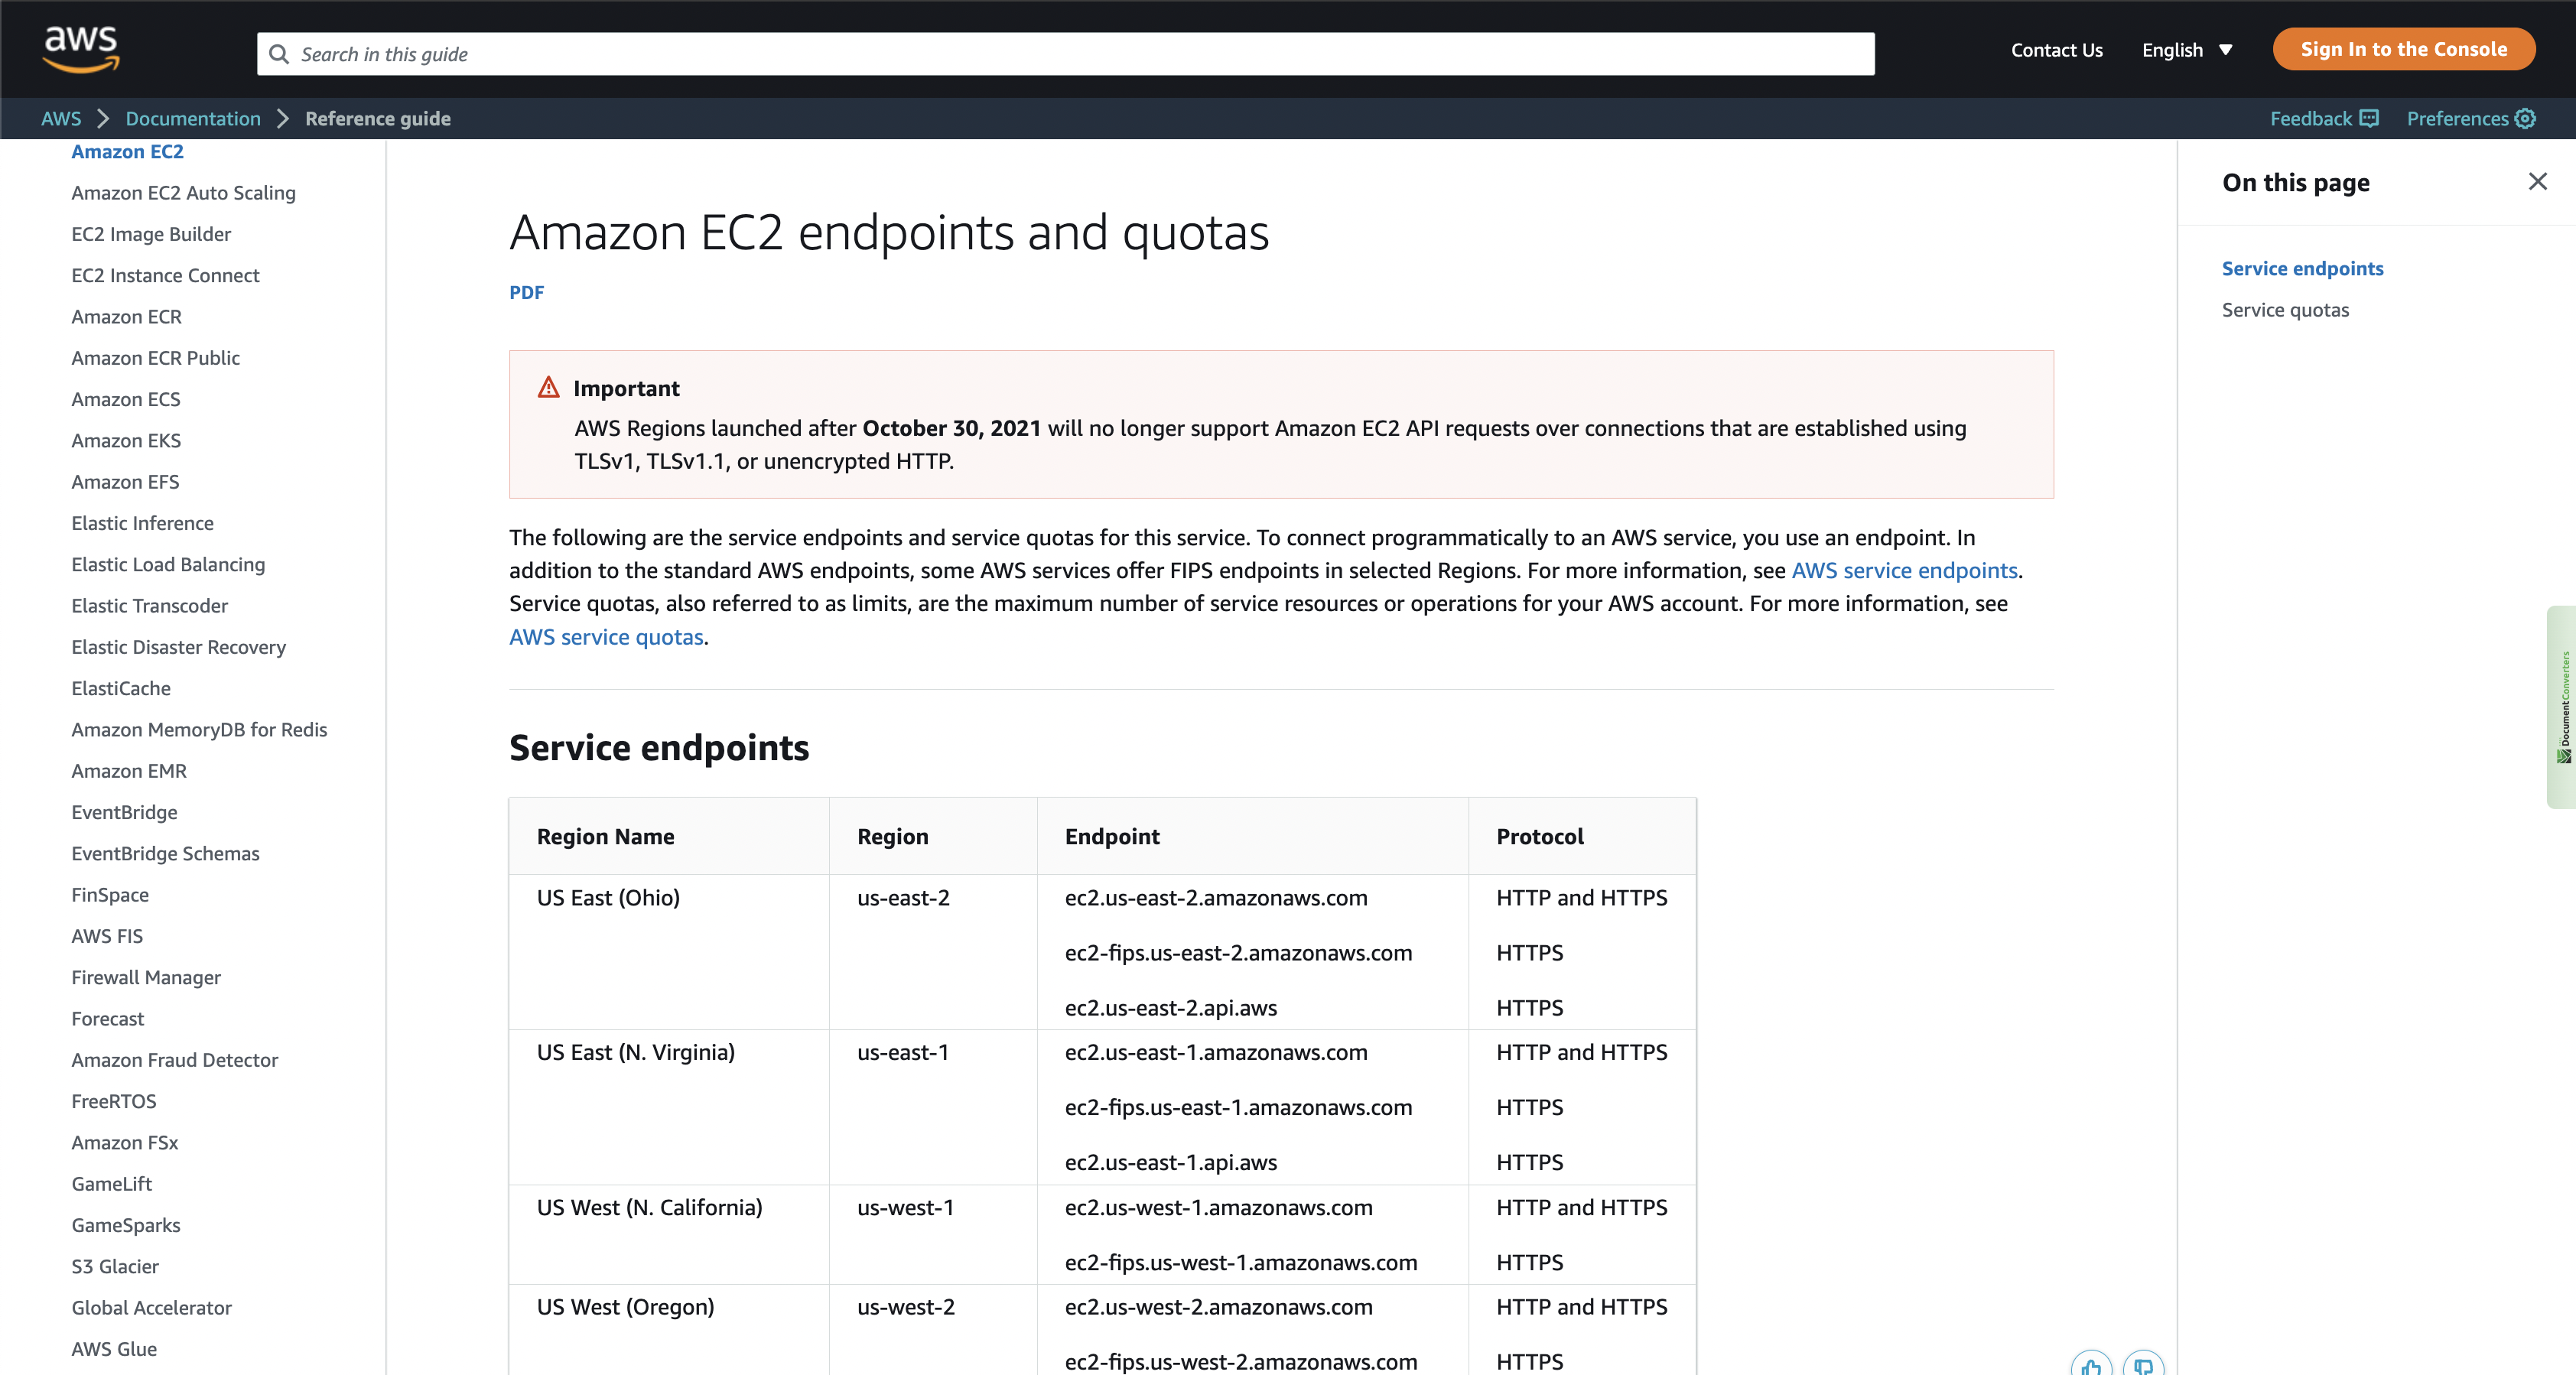 aws
Search in this guide
Contact Us
English
Sign In to the Console
AWS
Documentation
Reference guide
Feedback
Preferences
Amazon EC2
Amazon EC2 Auto Scaling
EC2 Image Builder
EC2 Instance Connect
Amazon ECR
Amazon ECR Public
Amazon ECS
Amazon EKS
Amazon EFS
Elastic Inference
Elastic Load Balancing
Elastic Transcoder
Elastic Disaster Recovery
ElastiCache
Amazon MemoryDB for Redis
Amazon EMR
EventBridge
EventBridge Schemas
FinSpace
AWS FIS
Firewall Manager
Forecast
Amazon Fraud Detector
FreeRTOS
Amazon FSx
GameLift
GameSparks
S3 Glacier
Global Accelerator
AWS Glue
Amazon EC2 endpoints and quotas
PDF
Important
AWS Regions launched after October 30, 2021 will no longer support Amazon EC2 API requests over connections that are established using
TLSv1, TLSv1.1, or unencrypted HTTP.
The following are the service endpoints and service quotas for this service. To connect programmatically to an AWS service, you use an endpoint. In
addition to the standard AWS endpoints, some AWS services offer FIPS endpoints in selected Regions. For more information, see AWS service endpoints.
Service quotas, also referred to as limits, are the maximum number of service resources or operations for your AWS account. For more information, see
AWS service quotas.
Service endpoints
Region Name Region Endpoint Protocol
US East (Ohio) us-east-2 ec2.us-east-2.amazonaws.com HTTP and HTTPS
ec2-fips.us-east-2.amazonaws.com HTTPS
ec2.us-east-2.api.aws HTTPS
US East (N. Virginia) us-east-1 ec2.us-east-1.amazonaws.com HTTP and HTTPS
ec2-fips.us-east-1.amazonaws.com HTTPS
ec2.us-east-1.api.aws HTTPS
US West (N. California) us-west-1 ec2.us-west-1.amazonaws.com HTTP and HTTPS
ec2-fips.us-west-1.amazonaws.com HTTPS
US West (Oregon) us-west-2 ec2.us-west-2.amazonaws.com HTTP and HTTPS
ec2-fips.us-west-2.amazonaws.com HTTPS
On this page
Service endpoints
Service quotas
DocumentConverters